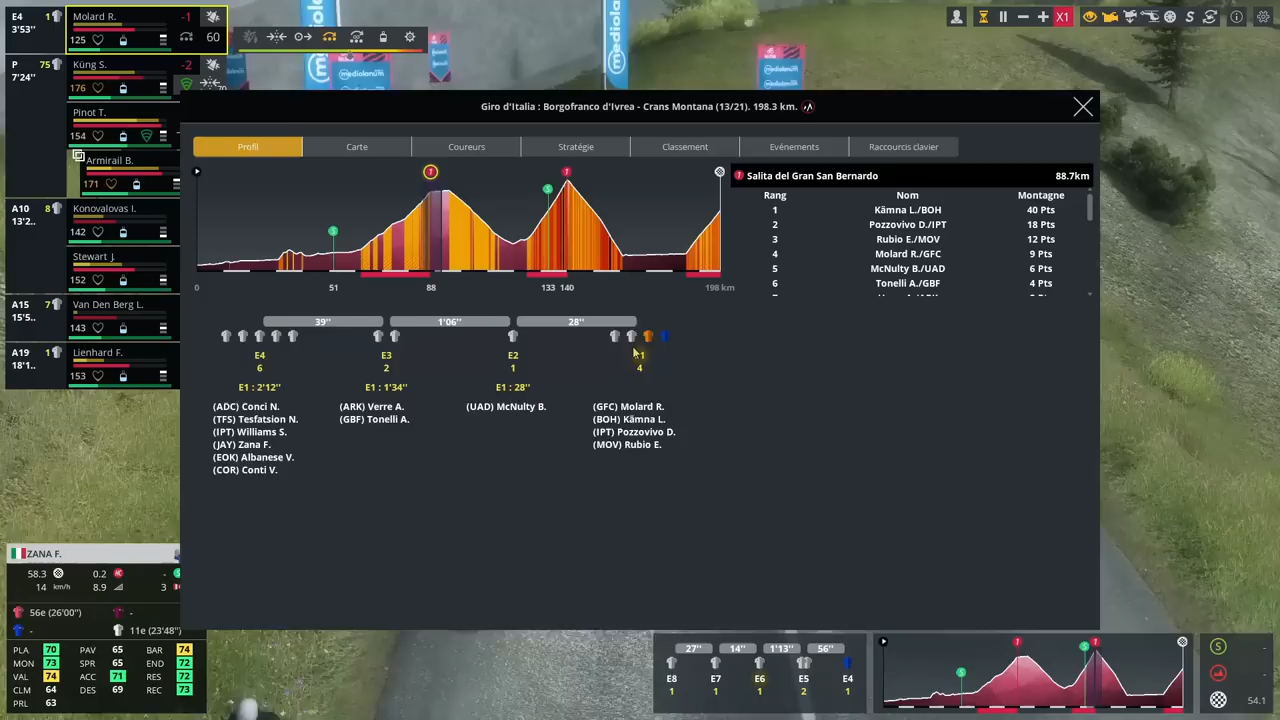 E4 1 Molard R. -1
3'53'' 125 60
P 75 Küng S. -2
7'24'' 176
Pinot T.
154
Armirail B.
171
A10 8 Konovalovas I.
13'2.. 142
Stewart J.
152
A15 7 Van Den Berg L.
15'5.. 143
A19 1 Lienhard F.
18'1.. 153
X1
mediolanum
Giro d'Italia : Borgofranco d'Ivrea - Crans Montana (13/21). 198.3 km.
Profil Carte Coureurs Stratégie Classement Evénements Raccourcis clavier
Salita del Gran San Bernardo 88.7km
Rang Nom Montagne
1 Kämna L./BOH 40 Pts
2 Pozzovivo D./IPT 18 Pts
3 Rubio E./MOV 12 Pts
4 Molard R./GFC 9 Pts
5 McNulty B./UAD 6 Pts
6 Tonelli A./GBF 4 Pts
0 51 88 133 140 198 km
39'' 1'06'' 28''
E4 E3 E2
6 2 1 4
E1 : 2'12'' E1 : 1'34'' E1 : 28''
(ADC) Conci N. (ARK) Verre A. (UAD) McNulty B. (GFC) Molard R.
(TFS) Tesfatsion N. (GBF) Tonelli A. (BOH) Kämna L.
(IPT) Williams S. (IPT) Pozzovivo D.
(JAY) Zana F. (MOV) Rubio E.
(EOK) Albanese V.
(COR) Conti V.
ZANA F.
58.3 0.2 HC - S
14 km/h 8.9 3
56e (26'00'') -
- 11e (23'48'')
PLA 70 PAV 65 BAR 74
MON 73 SPR 65 END 72
VAL 74 ACC 71 RES 72
CLM 64 DES 69 REC 73
PRL 63
27'' 14'' 1'13'' 56''
E8 E7 E6 E5 E4
1 1 1 2 1
S -
-
54.1